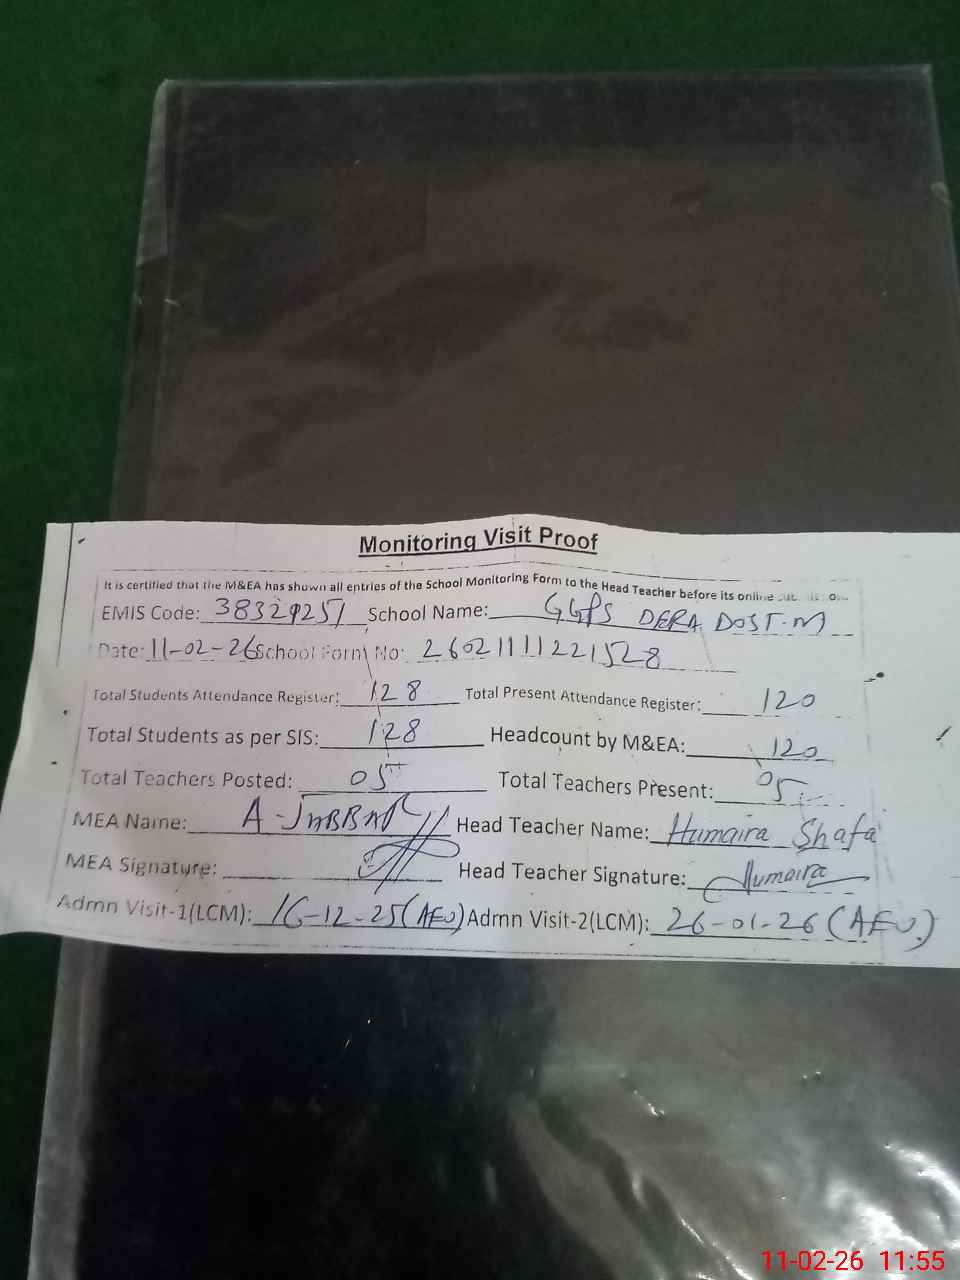 Monitoring Visit Proof
It is certified that the M&EA has shown all entries of the School Monitoring Form to the Head Teacher before its online
EMIS Code: 38329251 School Name: GGPS DERA DOST.M
Date: 11-02-26 School Form No: 26021111221528
Total Students Attendance Register: 128 Total Present Attendance Register: 120
Total Students as per SIS: 128 Headcount by M&EA: 120
Total Teachers Posted: 05 Total Teachers Present: 05
MEA Name: A-JABBAR Head Teacher Name: Humaira Shafa
MEA Signature: Head Teacher Signature: Humaira
Admn Visit-1(LCM): 16-12-25(AEO) Admn Visit-2(LCM): 26-01-26(AEO)
11-02-26 11:55